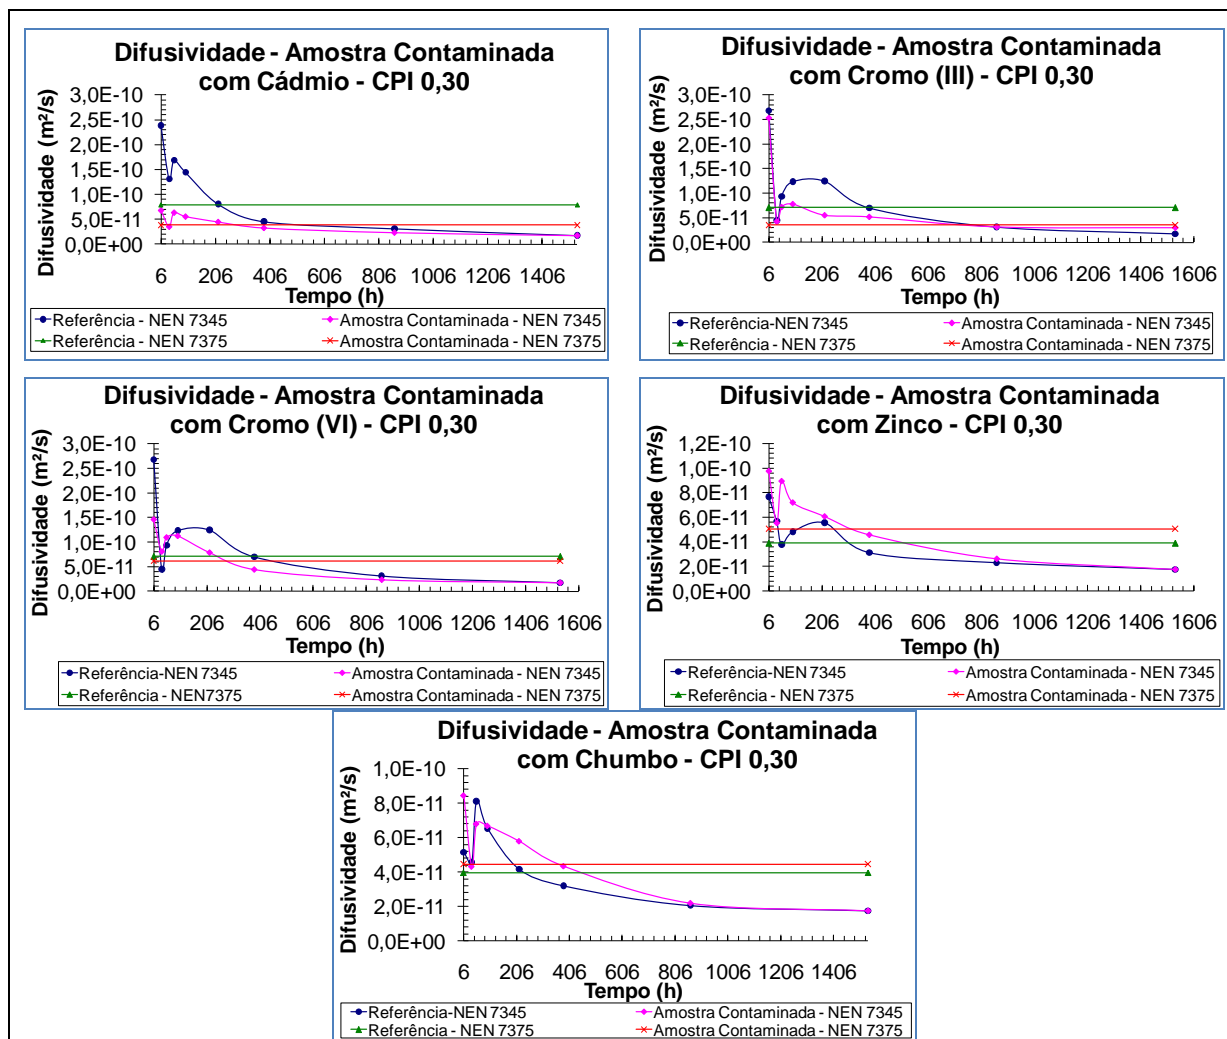 Difusividade - Amostra Contaminada
com Cádmio - CPI 0,30
Difusividade (m²/s)
3,0E-10
2,5E-10
2,0E-10
1,5E-10
1,0E-10
5,0E-11
0,0E+00
6 206 406 606 806 1006 1206 1406
Tempo (h)
Referência - NEN 7345 Amostra Contaminada - NEN 7345
Referência - NEN 7375 Amostra Contaminada - NEN 7375
Difusividade - Amostra Contaminada
com Cromo (III) - CPI 0,30
Difusividade (m²/s)
3,0E-10
2,5E-10
2,0E-10
1,5E-10
1,0E-10
5,0E-11
0,0E+00
6 206 406 606 806 1006 1206 1406 1606
Tempo (h)
Referência-NEN 7345 Amostra Contaminada - NEN 7345
Referência - NEN 7375 Amostra Contaminada - NEN 7375
Difusividade - Amostra Contaminada
com Cromo (VI) - CPI 0,30
Difusividade (m²/s)
3,0E-10
2,5E-10
2,0E-10
1,5E-10
1,0E-10
5,0E-11
0,0E+00
6 206 406 606 806 1006 1206 1406 1606
Tempo (h)
Referência-NEN 7345 Amostra Contaminada - NEN 7345
Referência - NEN7375 Amostra Contaminada - NEN 7375
Difusividade - Amostra Contaminada
com Zinco - CPI 0,30
Difusividade (m²/s)
1,2E-10
1,0E-10
8,0E-11
6,0E-11
4,0E-11
2,0E-11
0,0E+00
6 206 406 606 806 1006 1206 1406 1606
Tempo (h)
Referência-NEN 7345 Amostra Contaminada - NEN 7345
Referência - NEN 7375 Amostra Contaminada - NEN 7375
Difusividade - Amostra Contaminada
com Chumbo - CPI 0,30
Difusividade (m²/s)
1,0E-10
8,0E-11
6,0E-11
4,0E-11
2,0E-11
0,0E+00
6 206 406 606 806 1006 1206 1406
Tempo (h)
Referência-NEN 7345 Amostra Contaminada - NEN 7345
Referência - NEN 7375 Amostra Contaminada - NEN 7375